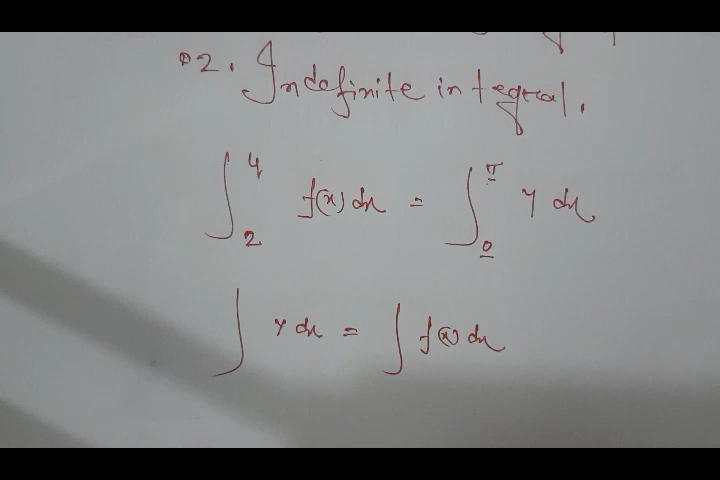 2. Indefinite integral.
∫₂⁴ f(x) dx = ∫₀^π y dx
∫ y dx = ∫ f(x) dx